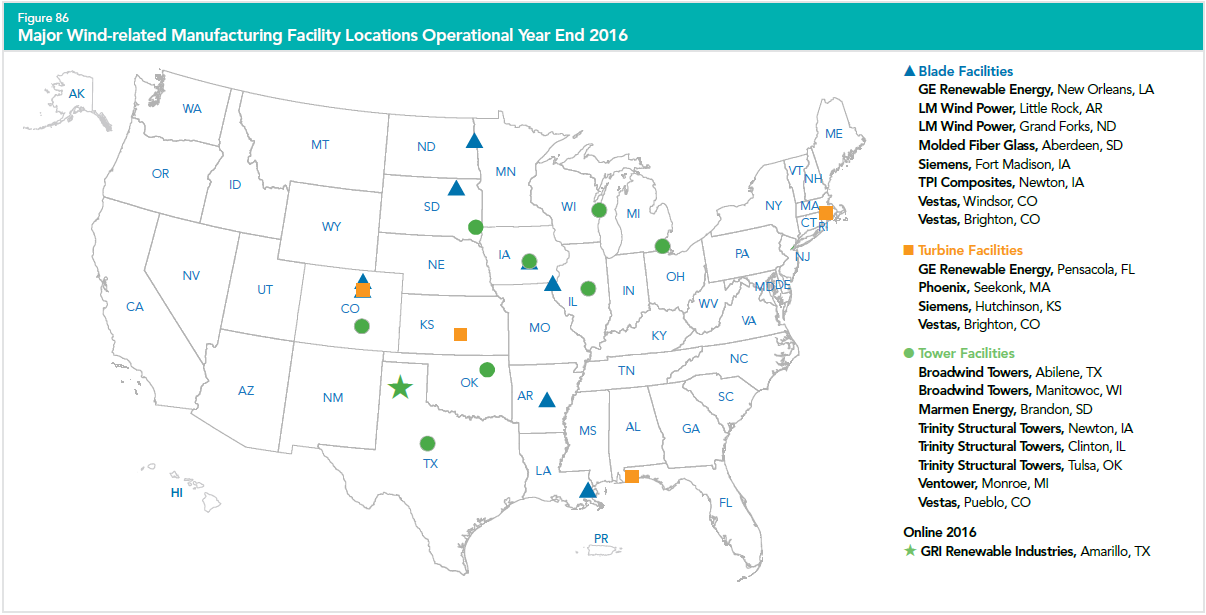 Figure 86
Major Wind-related Manufacturing Facility Locations Operational Year End 2016
AK
WA
OR
ID
MT
ND
MN
SD
WY
NE
IA
WI
MI
NV
UT
CO
CA
KS
MO
IL
IN
OH
PA
NY
VT
NH
ME
MA
CT
RI
NJ
MD
DE
WV
VA
KY
NC
TN
SC
AZ
NM
OK
AR
MS
AL
GA
LA
TX
FL
HI
PR
Blade Facilities
GE Renewable Energy, New Orleans, LA
LM Wind Power, Little Rock, AR
LM Wind Power, Grand Forks, ND
Molded Fiber Glass, Aberdeen, SD
Siemens, Fort Madison, IA
TPI Composites, Newton, IA
Vestas, Windsor, CO
Vestas, Brighton, CO
Turbine Facilities
GE Renewable Energy, Pensacola, FL
Phoenix, Seekonk, MA
Siemens, Hutchinson, KS
Vestas, Brighton, CO
Tower Facilities
Broadwind Towers, Abilene, TX
Broadwind Towers, Manitowoc, WI
Marmen Energy, Brandon, SD
Trinity Structural Towers, Newton, IA
Trinity Structural Towers, Clinton, IL
Trinity Structural Towers, Tulsa, OK
Ventower, Monroe, MI
Vestas, Pueblo, CO
Online 2016
GRI Renewable Industries, Amarillo, TX